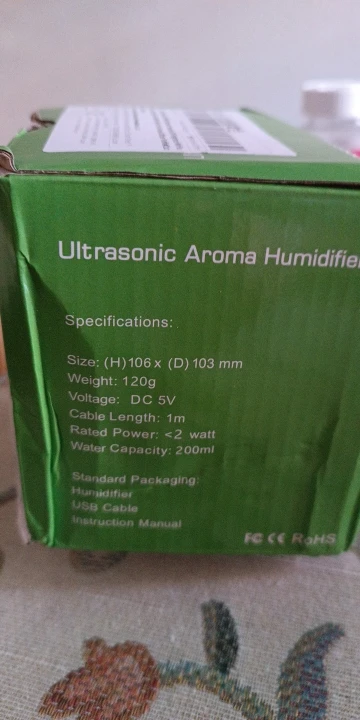 Ultrasonic Aroma Humidifier
Specifications:
Size: (H)106 x (D) 103 mm
Weight: 120g
Voltage: DC 5V
Cable Length: 1m
Rated Power: <2 watt
Water Capacity: 200ml
Standard Packaging:
Humidifier
USB Cable
Instruction Manual
FC CE RoHS